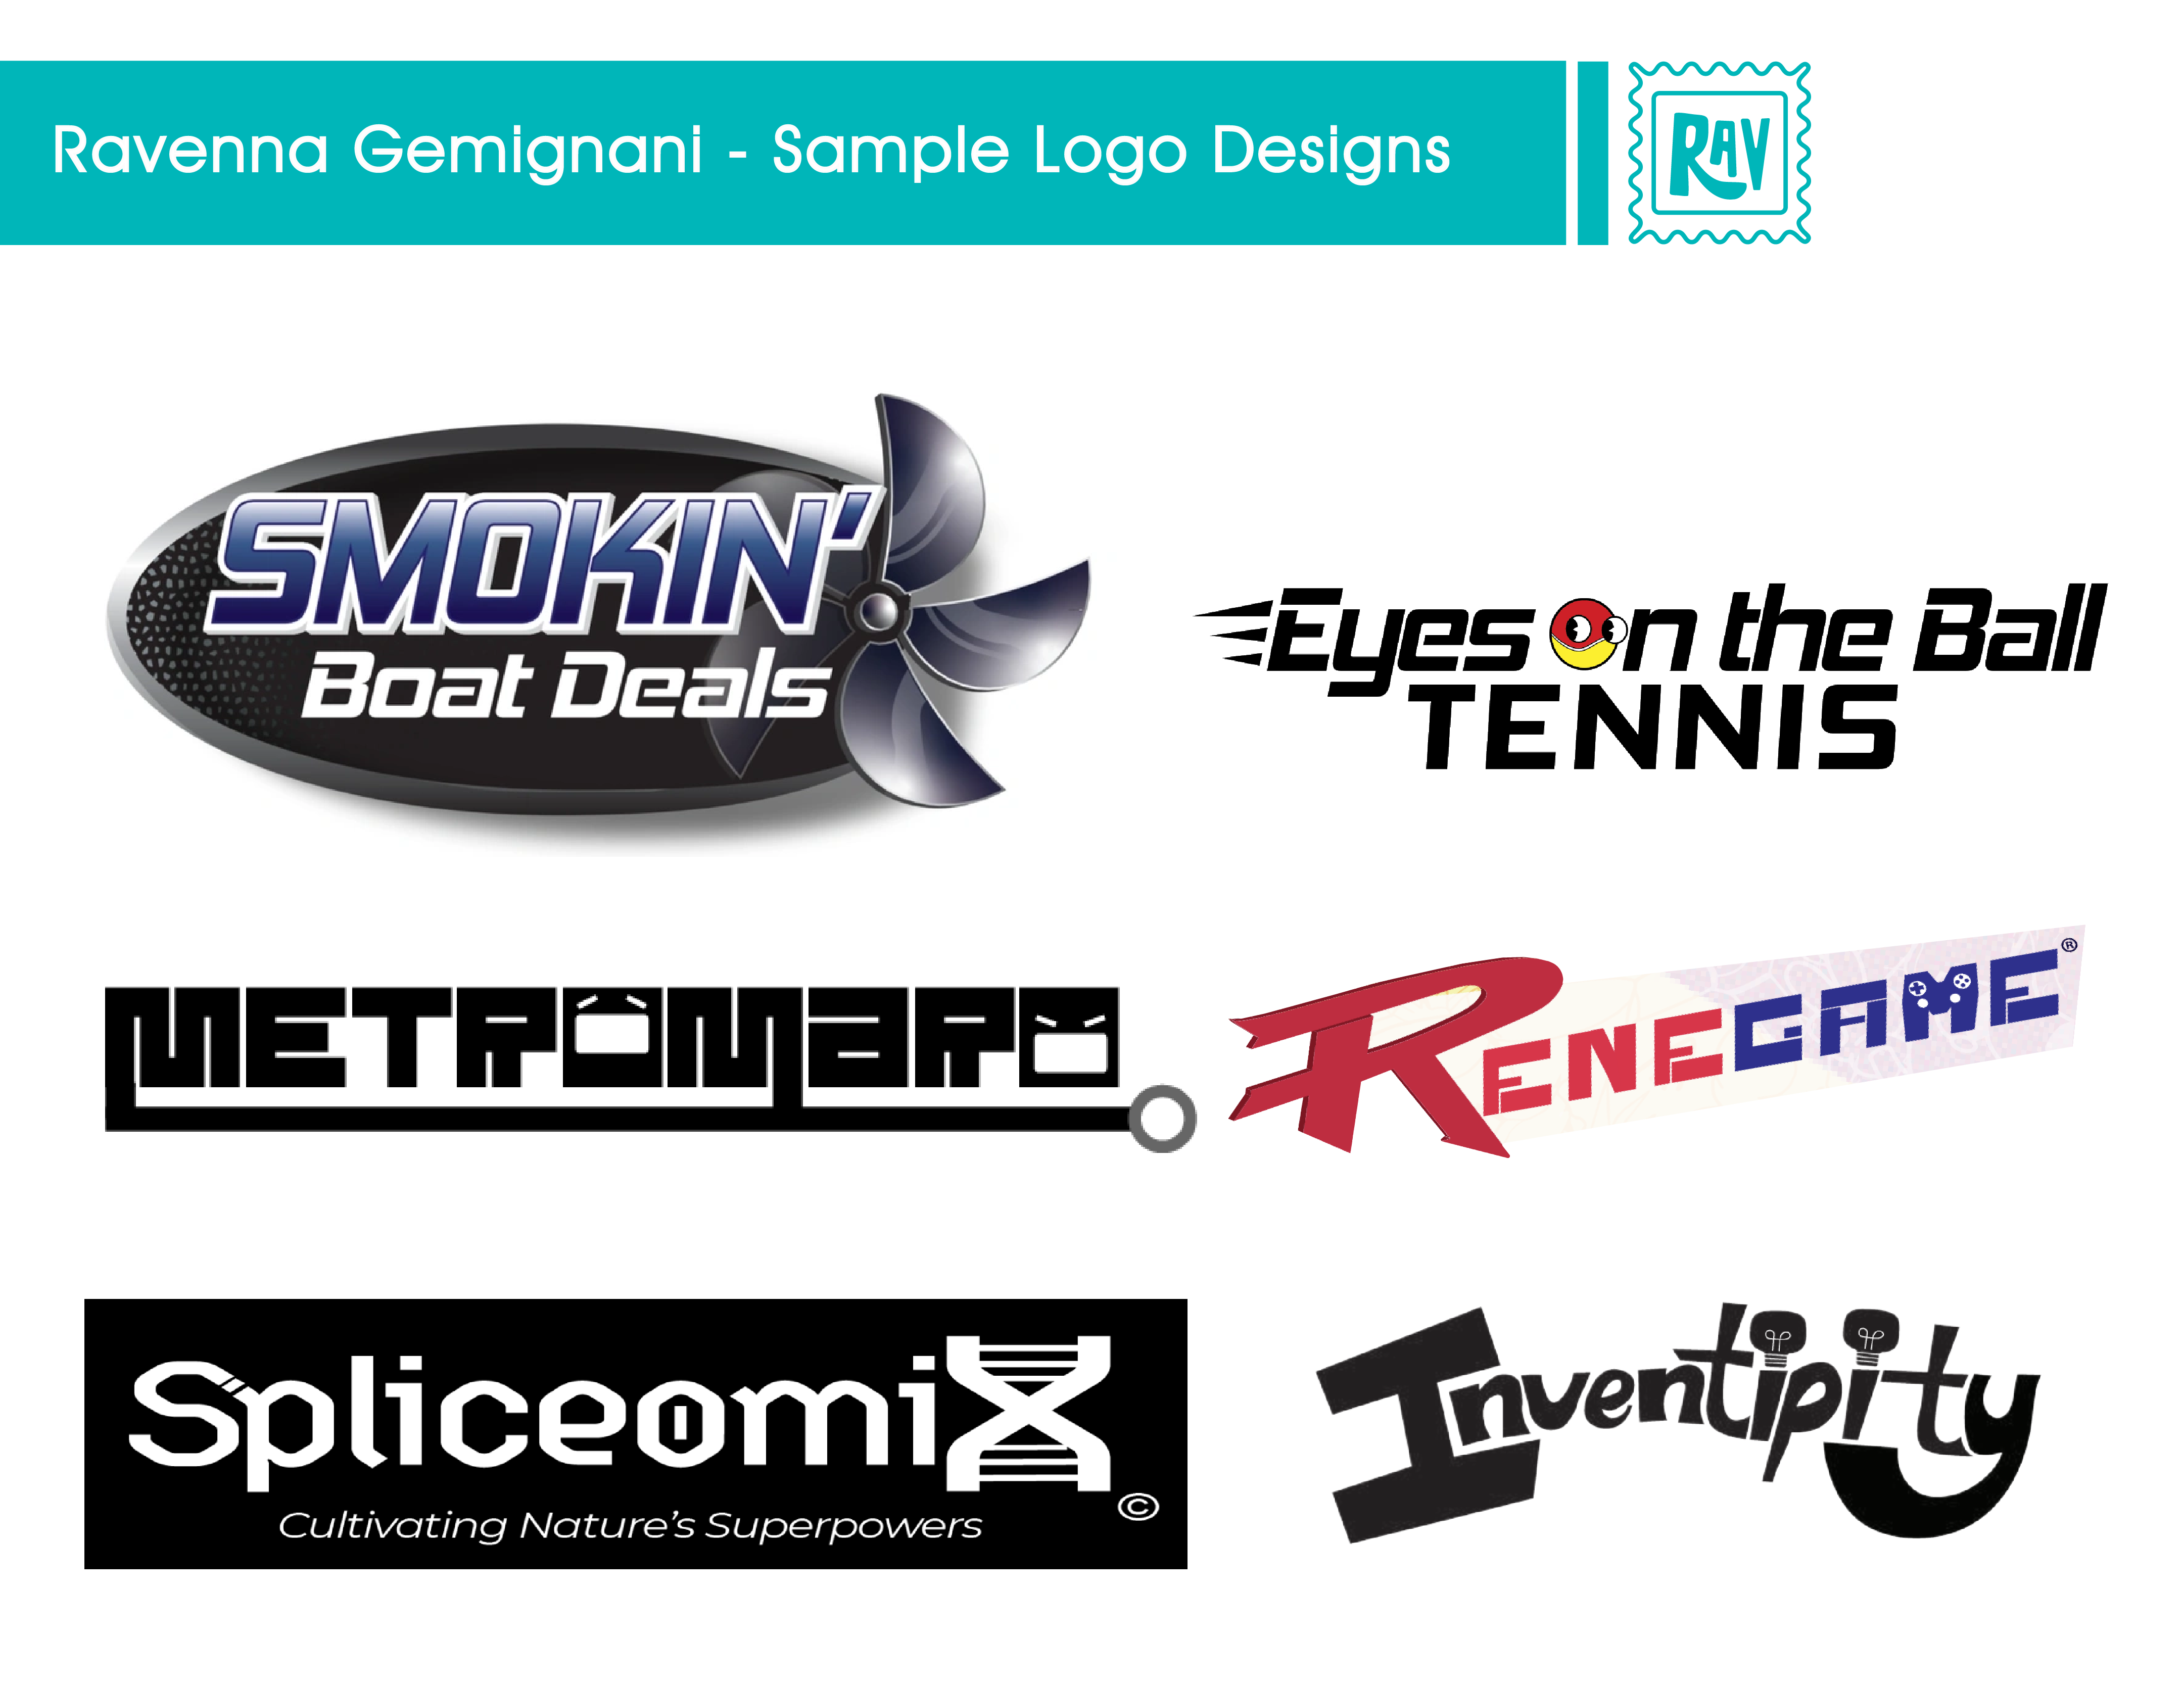 Ravenna Gemignani - Sample Logo Designs
RAV
SMOKIN'
Boat Deals
Eyes on the Ball
TENNIS
METROMARO
RENEGAME®
SpliceomiX
©
Cultivating Nature's Superpowers
Inventipity